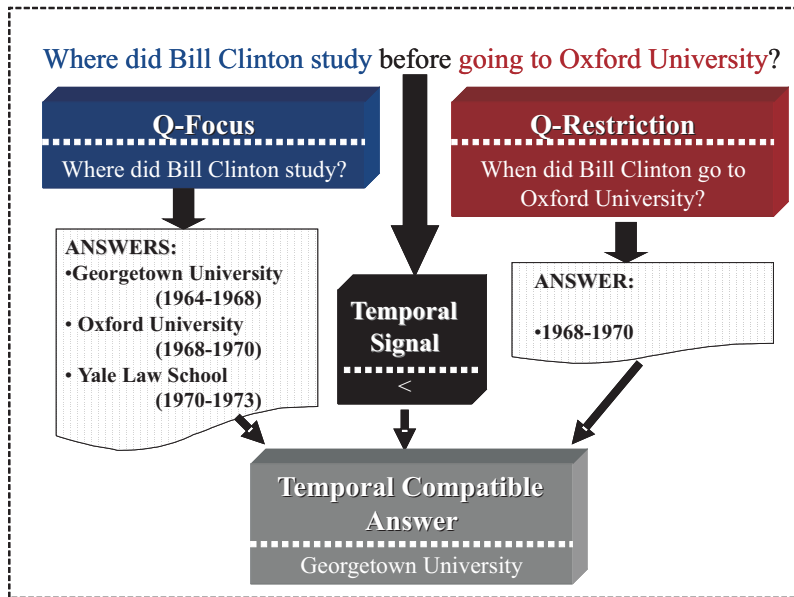 Where did Bill Clinton study before going to Oxford University?
Q-Focus
Where did Bill Clinton study?
Q-Restriction
When did Bill Clinton go to
Oxford University?
ANSWERS:
•Georgetown University
(1964-1968)
• Oxford University
(1968-1970)
• Yale Law School
(1970-1973)
Temporal
Signal
<
ANSWER:
•1968-1970
Temporal Compatible
Answer
Georgetown University